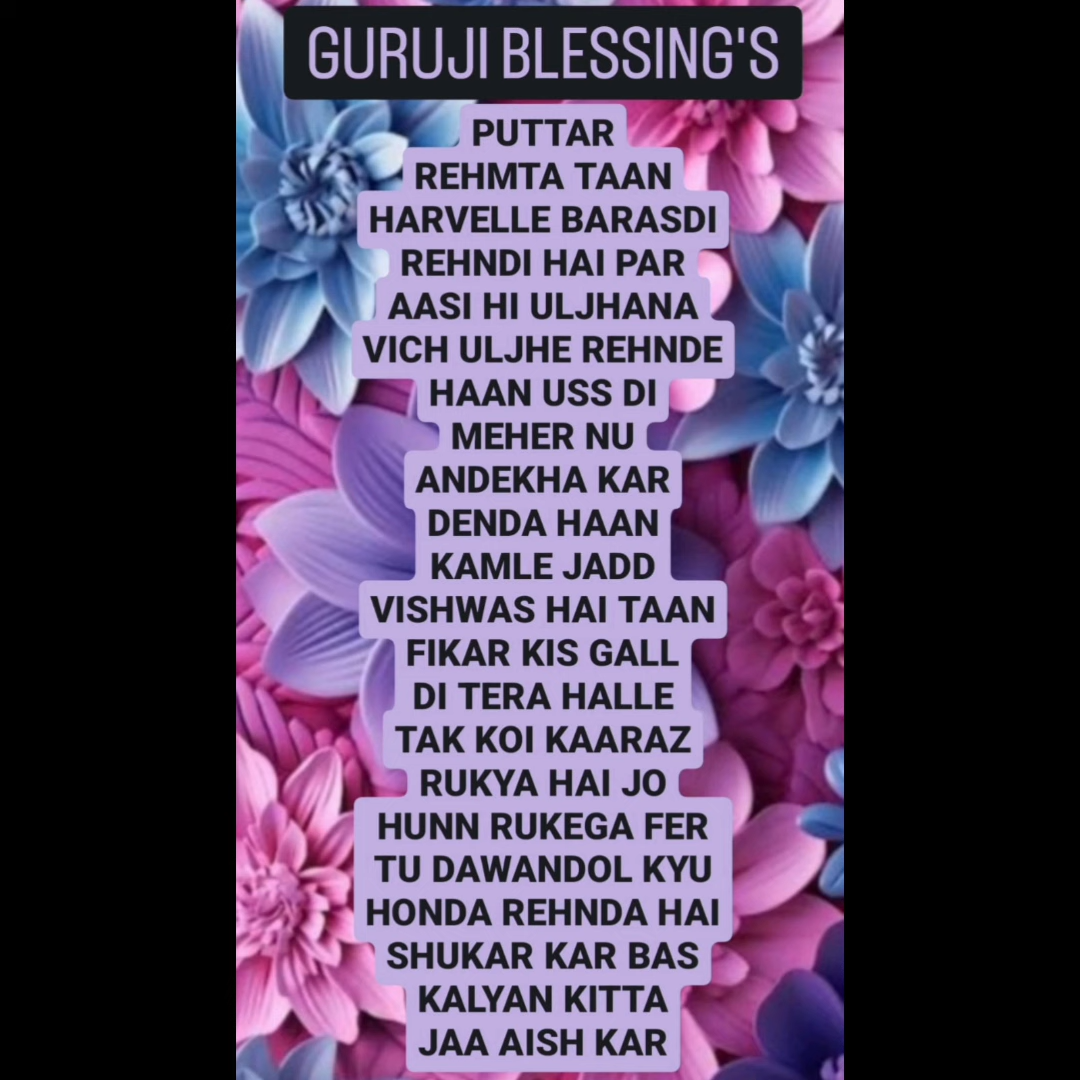 GURUJI BLESSING'S
PUTTAR
REHMTA TAAN
HARVELLE BARASDI
REHNDI HAI PAR
AASI HI ULJHANA
VICH ULJHE REHNDE
HAAN USS DI
MEHER NU
ANDEKHA KAR
DENDA HAAN
KAMLE JADD
VISHWAS HAI TAAN
FIKAR KIS GALL
DI TERA HALLE
TAK KOI KAARAZ
RUKYA HAI JO
HUNN RUKEGA FER
TU DAWANDOL KYU
HONDA REHNDA HAI
SHUKAR KAR BAS
KALYAN KITTA
JAA AISH KAR